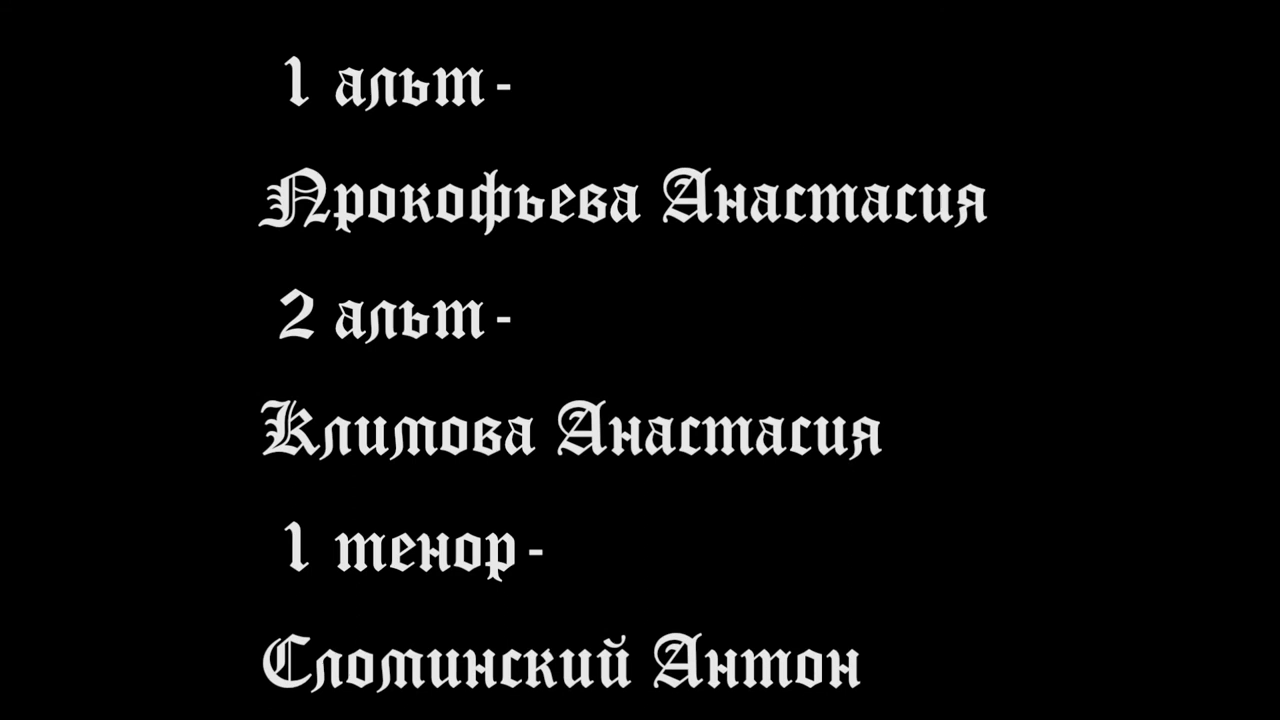 1 альт-
Прокофьева Анастасия
2 альт-
Климова Анастасия
1 тенор-
Сломинский Антон